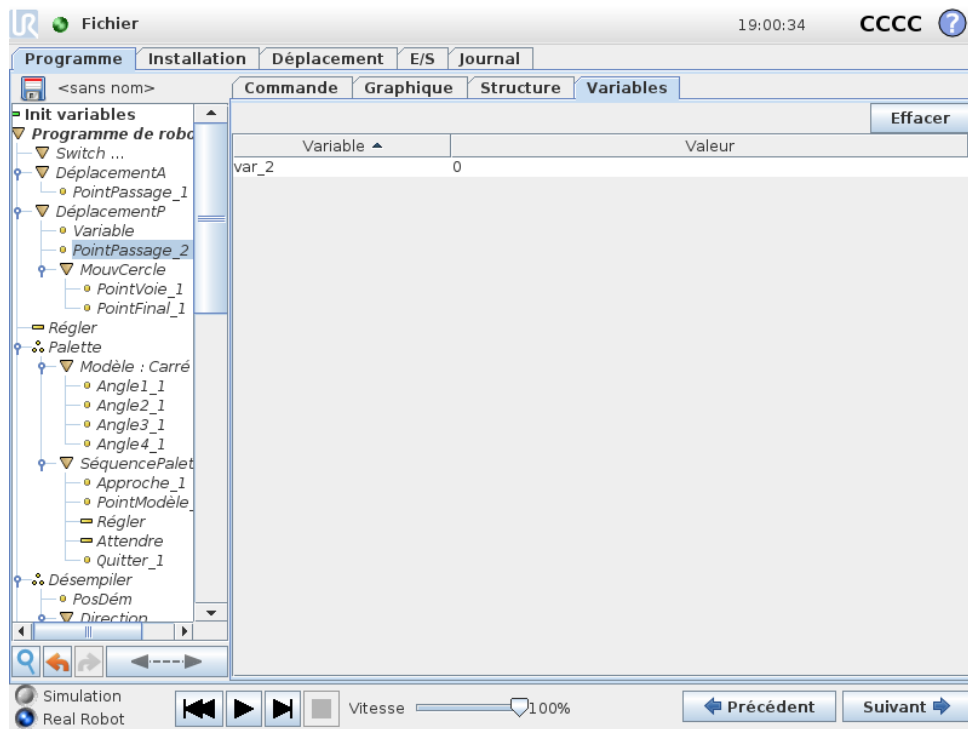 UR Fichier 19:00:34 CCCC ?
Programme Installation Déplacement E/S Journal
<sans nom> Commande Graphique Structure Variables
Effacer
Variable Valeur
var_2 0
Init variables
Programme de robo
Switch ...
DéplacementA
PointPassage_1
DéplacementP
Variable
PointPassage_2
MouvCercle
PointVoie_1
PointFinal_1
Régler
Palette
Modèle : Carré
Angle1_1
Angle2_1
Angle3_1
Angle4_1
SéquencePalet
Approche_1
PointModèle_
Régler
Attendre
Quitter_1
Désempiler
PosDém
Direction
Simulation
Real Robot
Vitesse 100% Précédent Suivant